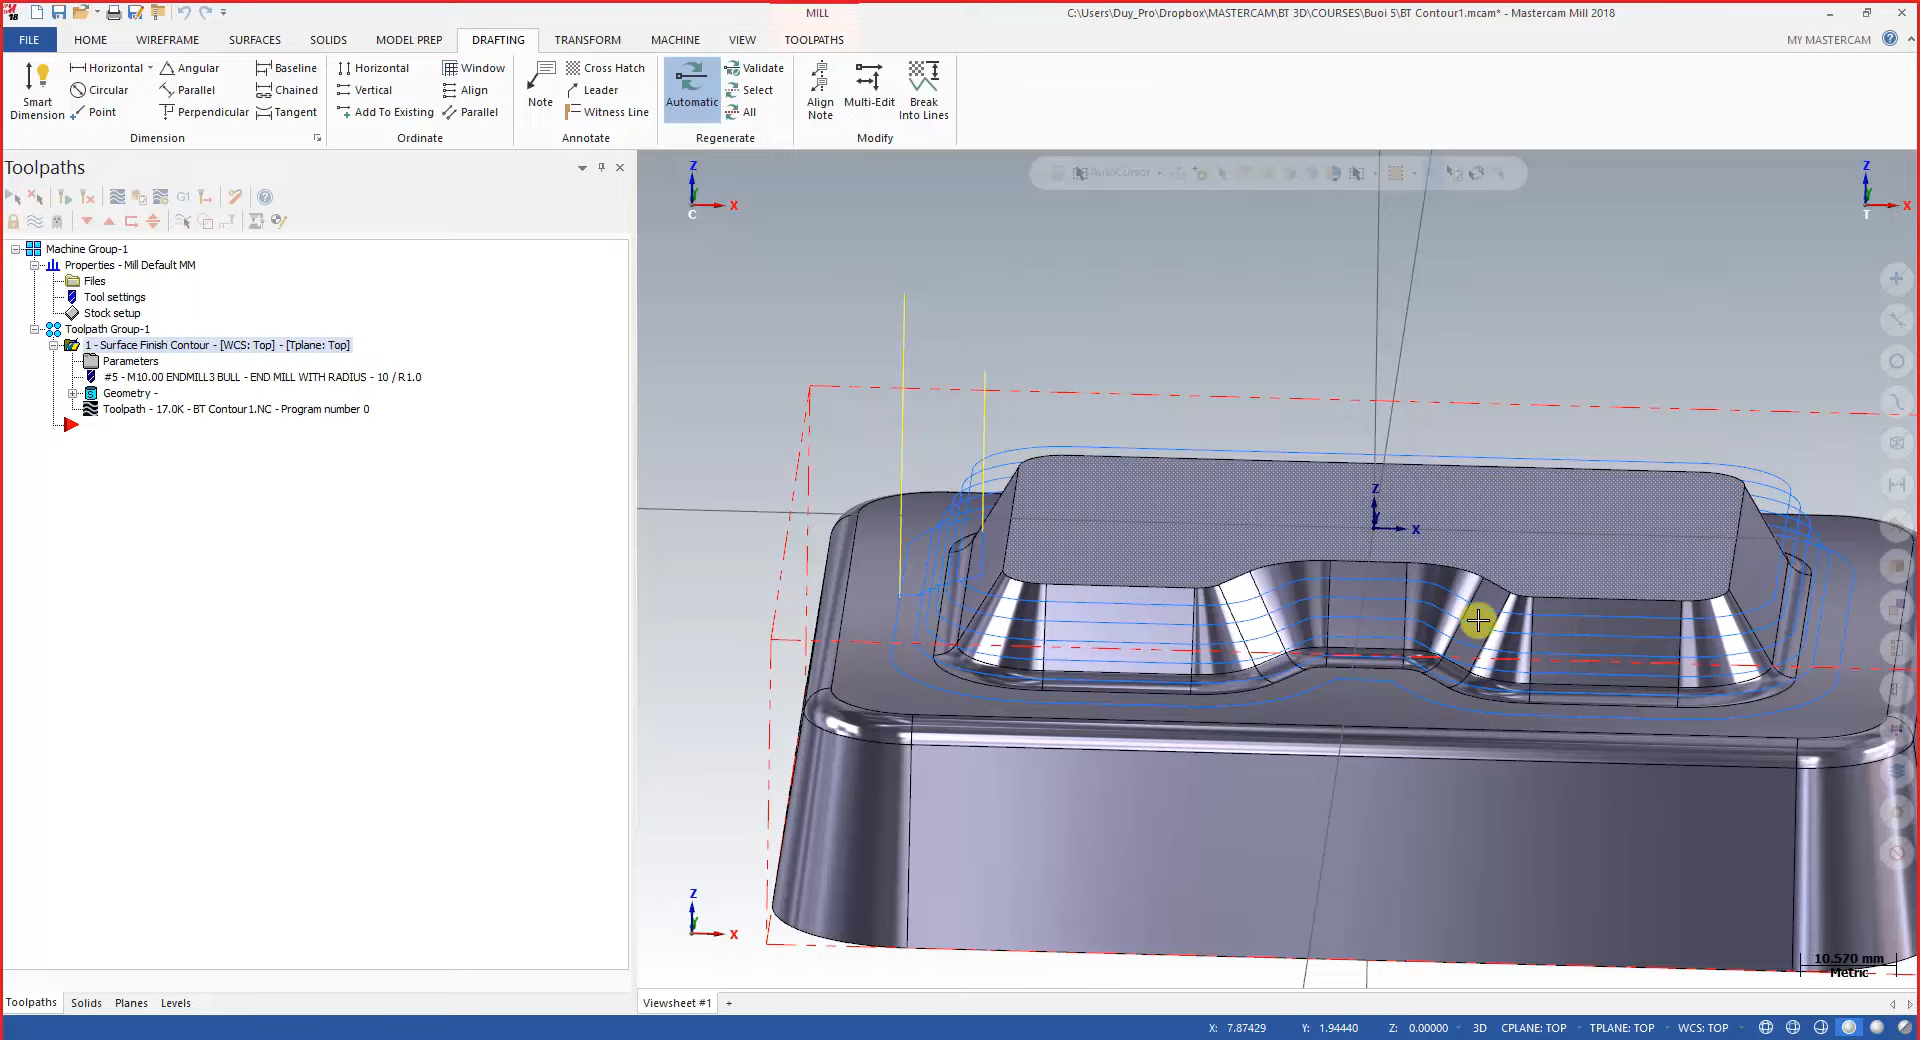 MILL
C:\Users\Duy_Pro\Dropbox\MASTERCAM\BT 3D\COURSES\Buoi 5\BT Contour1.mcam* - Mastercam Mill 2018
FILE HOME WIREFRAME SURFACES SOLIDS MODEL PREP DRAFTING TRANSFORM MACHINE VIEW TOOLPATHS MY MASTERCAM
Smart Dimension
Horizontal Angular Baseline
Circular Parallel Chained
Point Perpendicular Tangent
Dimension
Horizontal Window
Vertical Align
Add To Existing Parallel
Ordinate
Note
Cross Hatch
Leader
Witness Line
Annotate
Automatic
Validate
Select
All
Regenerate
Align Note
Multi-Edit
Break Into Lines
Modify
Toolpaths
G1
Machine Group-1
Properties - Mill Default MM
Files
Tool settings
Stock setup
Toolpath Group-1
1 - Surface Finish Contour - [WCS: Top] - [Tplane: Top]
Parameters
#5 - M10.00 ENDMILL3 BULL - END MILL WITH RADIUS - 10 / R1.0
Geometry -
Toolpath - 17.0K - BT Contour1.NC - Program number 0
AutoCursor
Z
X
C
Z
X
T
Z
X
Z
X
10.570 mm
Metric
Toolpaths Solids Planes Levels
Viewsheet #1 +
X: 7.87429 Y: 1.94440 Z: 0.00000 3D CPLANE: TOP TPLANE: TOP WCS: TOP